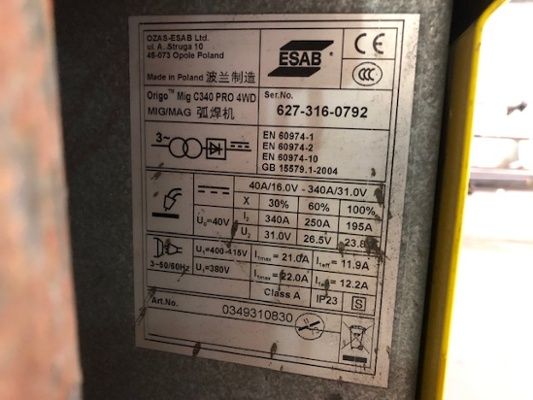 OZAS-ESAB Ltd.
ul. A. Struga 10
45-073 Opole Poland
Made in Poland 波兰制造
ESAB
CE
CCC
Origo™ Mig C340 PRO 4WD
MIG/MAG 弧焊机
Ser.No.
627-316-0792
3~
EN 60974-1
EN 60974-2
EN 60974-10
GB 15579.1-2004
40A/16.0V - 340A/31.0V
X 30% 60% 100%
U₀=40V I₂ 340A 250A 195A
U₂ 31.0V 26.5V 23.8V
3~50/60Hz U₁=400-415V I₁max= 21.0A I₁eff= 11.9A
U₁=380V I₁max= 22.0A I₁eff= 12.2A
Class A IP23 S
Art.No.
0349310830